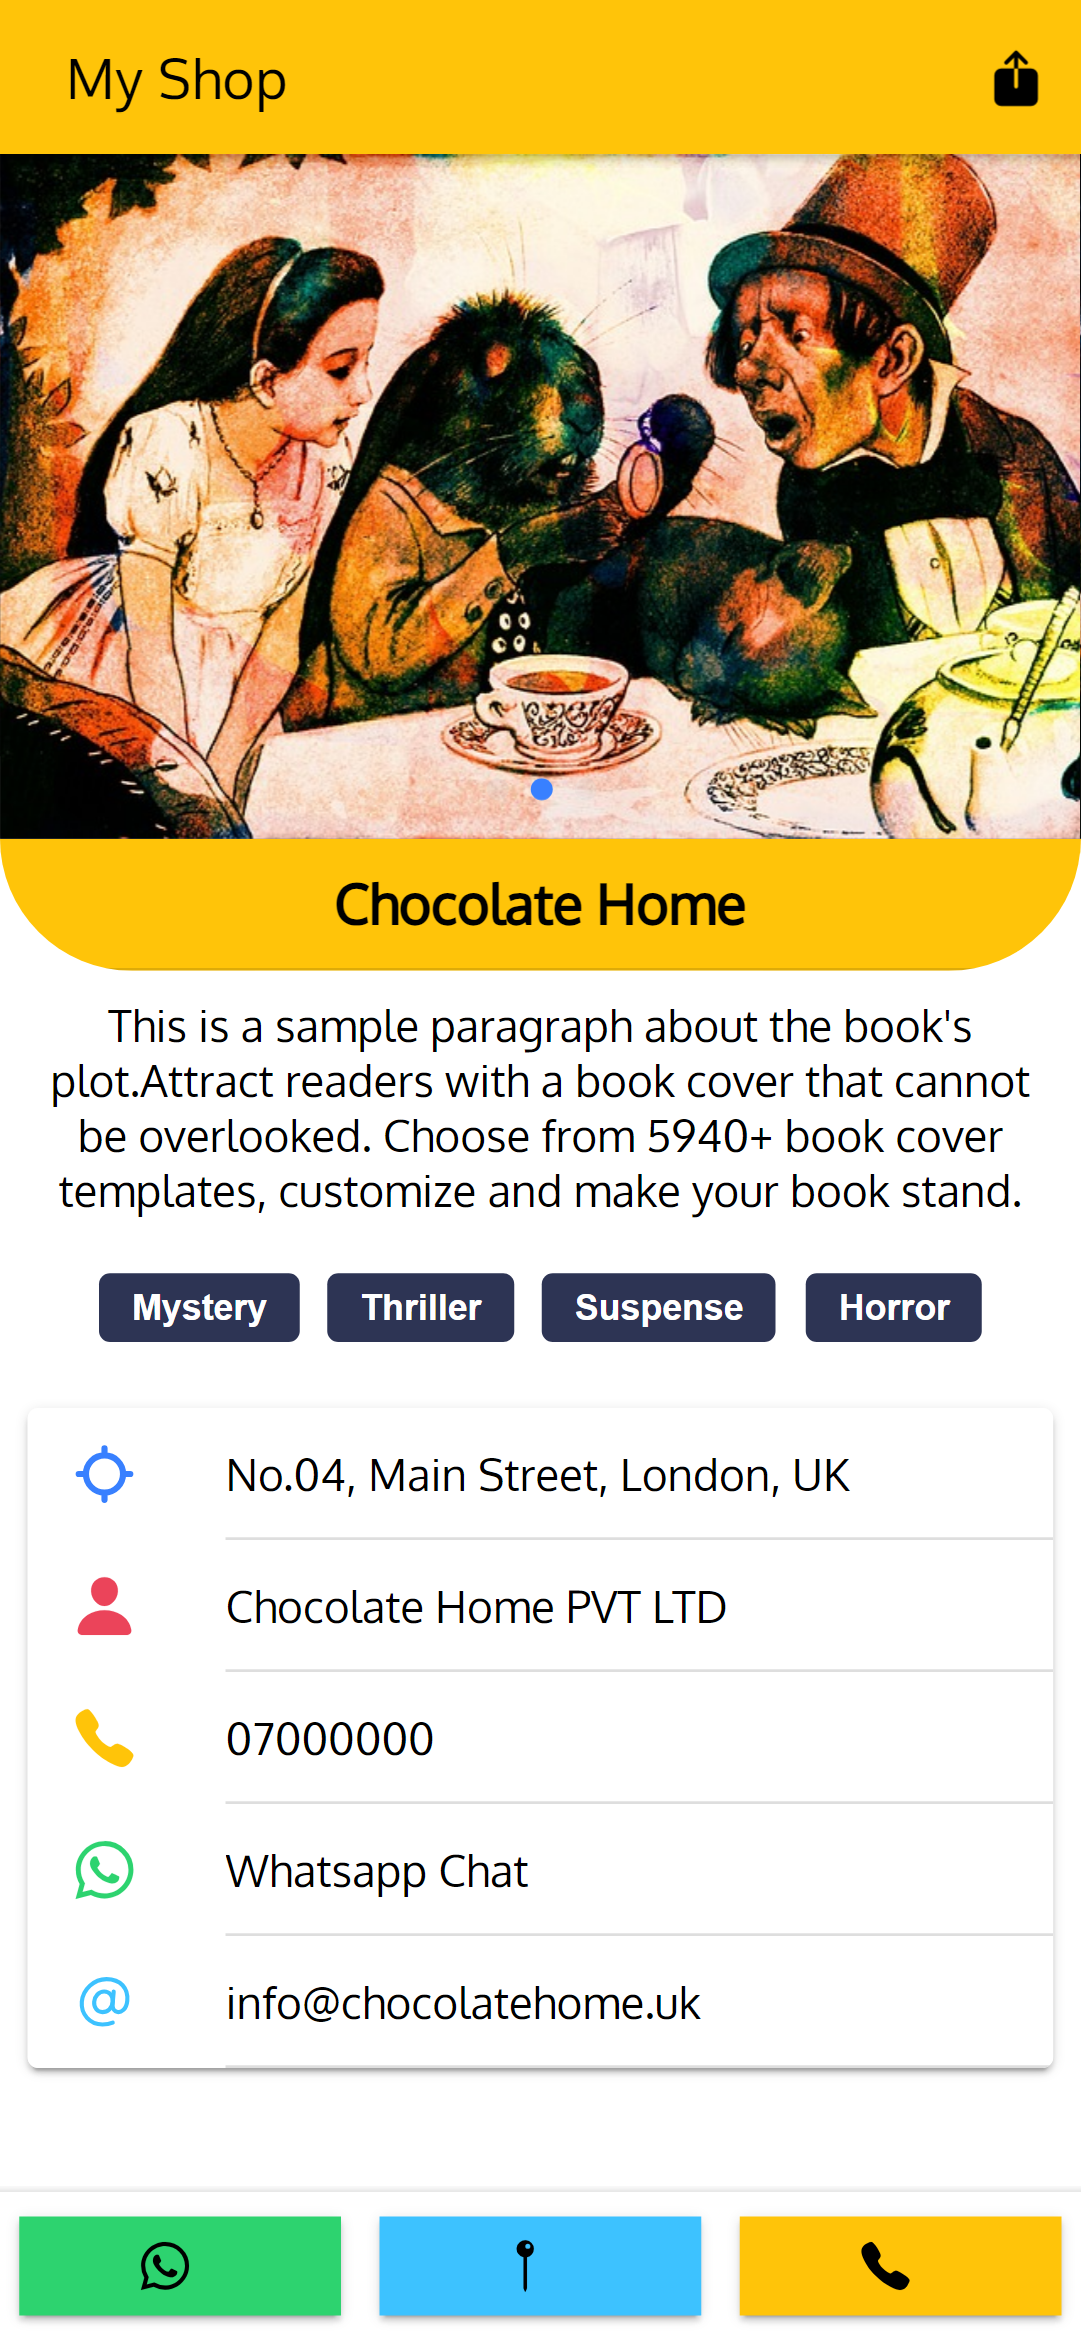 My Shop
Chocolate Home
This is a sample paragraph about the book's
plot.Attract readers with a book cover that cannot
be overlooked. Choose from 5940+ book cover
templates, customize and make your book stand.
Mystery Thriller Suspense Horror
No.04, Main Street, London, UK
Chocolate Home PVT LTD
07000000
Whatsapp Chat
info@chocolatehome.uk